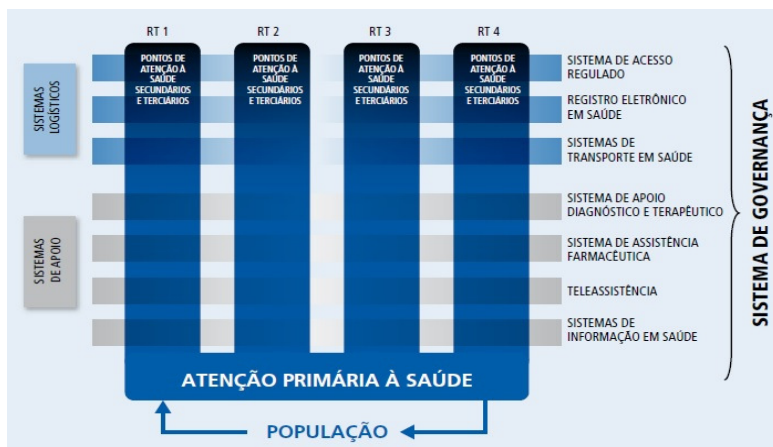 RT 1
RT 2
RT 3
RT 4
PONTOS DE
ATENÇÃO À
SAÚDE
SECUNDÁRIOS
E TERCIÁRIOS
PONTOS DE
ATENÇÃO À
SAÚDE
SECUNDÁRIOS
E TERCIÁRIOS
PONTOS DE
ATENÇÃO À
SAÚDE
SECUNDÁRIOS
E TERCIÁRIOS
PONTOS DE
ATENÇÃO À
SAÚDE
SECUNDÁRIOS
E TERCIÁRIOS
SISTEMAS
LOGÍSTICOS
SISTEMA DE ACESSO
REGULADO
REGISTRO ELETRÔNICO
EM SAÚDE
SISTEMAS DE
TRANSPORTE EM SAÚDE
SISTEMAS
DE APOIO
SISTEMA DE APOIO
DIAGNÓSTICO E TERAPÊUTICO
SISTEMA DE ASSISTÊNCIA
FARMACÊUTICA
TELEASSISTÊNCIA
SISTEMAS DE
INFORMAÇÃO EM SAÚDE
SISTEMA DE GOVERNANÇA
ATENÇÃO PRIMÁRIA À SAÚDE
POPULAÇÃO